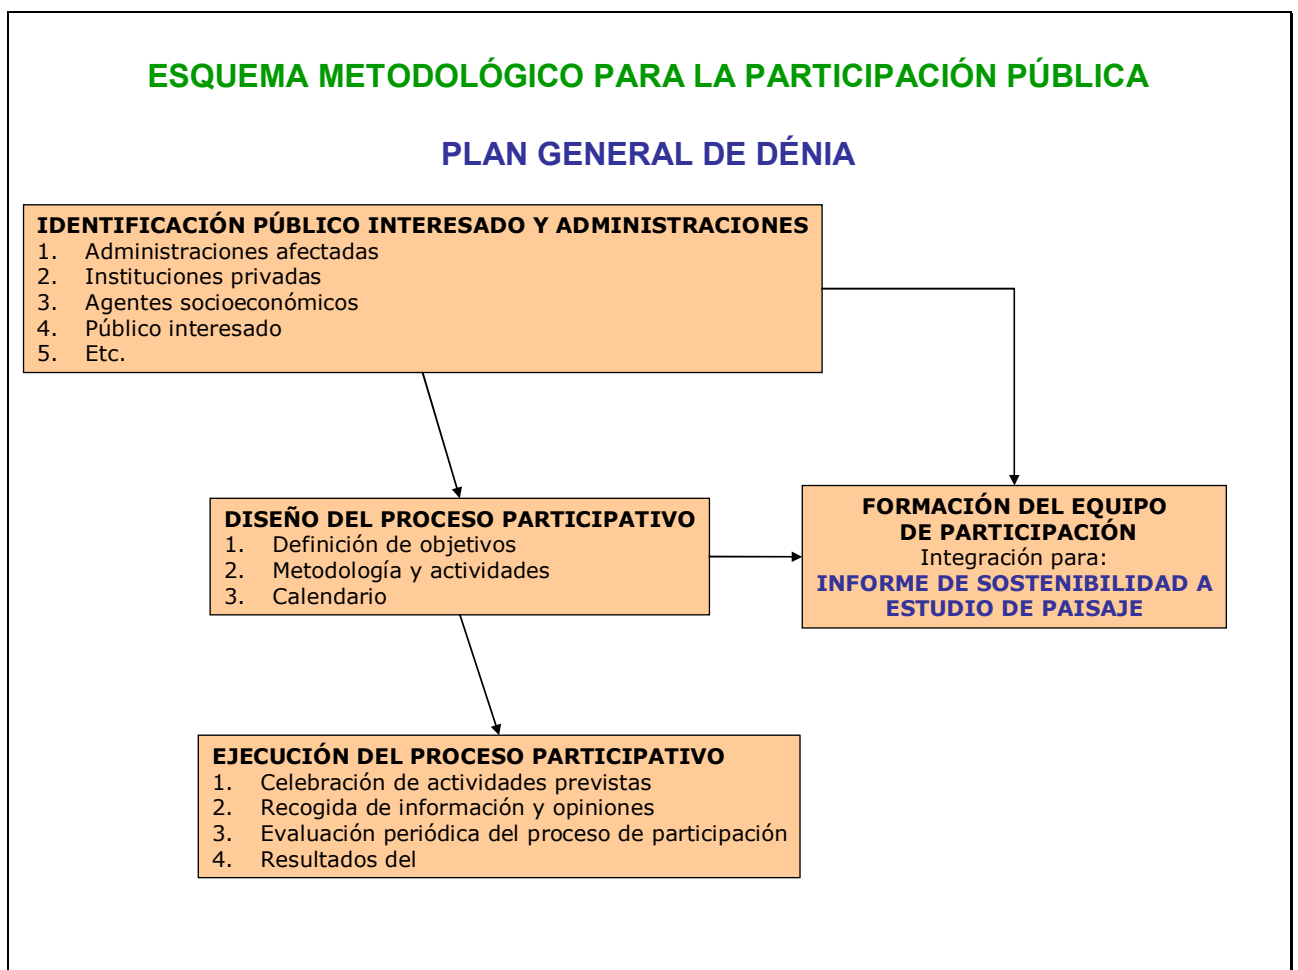 ESQUEMA METODOLÓGICO PARA LA PARTICIPACIÓN PÚBLICA
PLAN GENERAL DE DÉNIA
IDENTIFICACIÓN PÚBLICO INTERESADO Y ADMINISTRACIONES
1. Administraciones afectadas
2. Instituciones privadas
3. Agentes socioeconómicos
4. Público interesado
5. Etc.
DISEÑO DEL PROCESO PARTICIPATIVO
1. Definición de objetivos
2. Metodología y actividades
3. Calendario
FORMACIÓN DEL EQUIPO
DE PARTICIPACIÓN
Integración para:
INFORME DE SOSTENIBILIDAD A
ESTUDIO DE PAISAJE
EJECUCIÓN DEL PROCESO PARTICIPATIVO
1. Celebración de actividades previstas
2. Recogida de información y opiniones
3. Evaluación periódica del proceso de participación
4. Resultados del